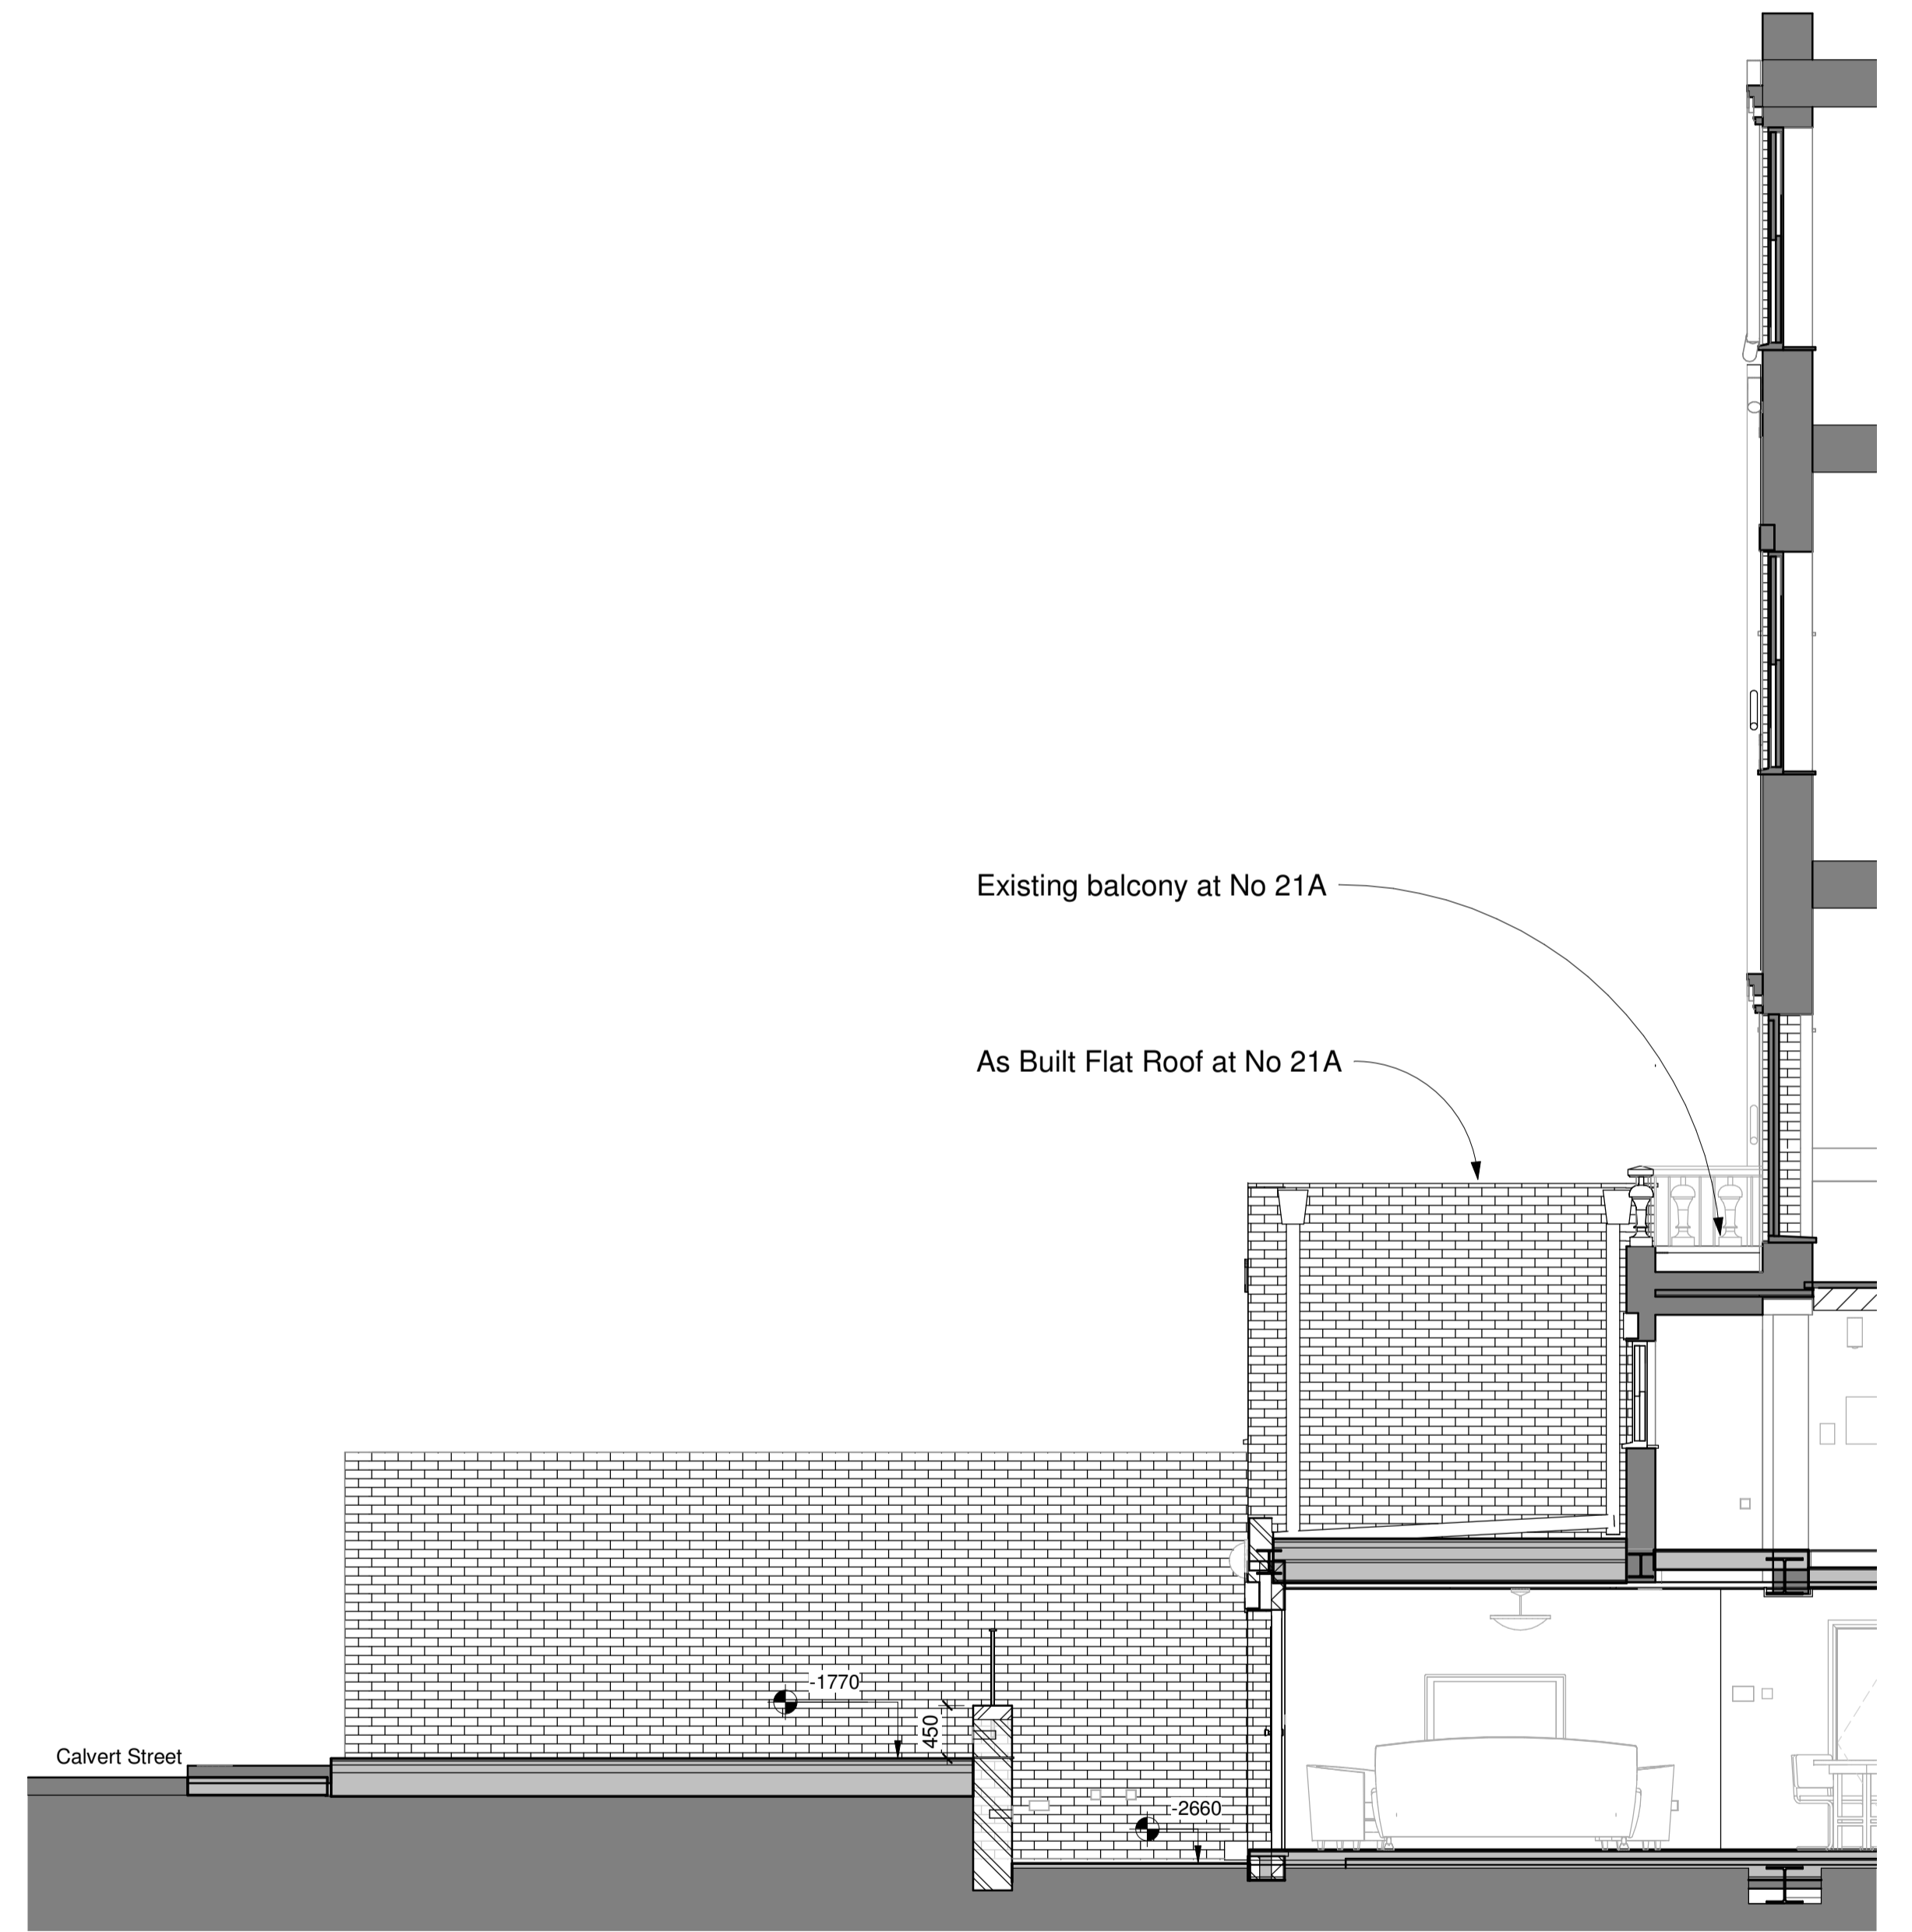 Existing balcony at No 21A
As Built Flat Roof at No 21A
-1770
450
Calvert Street
-2660